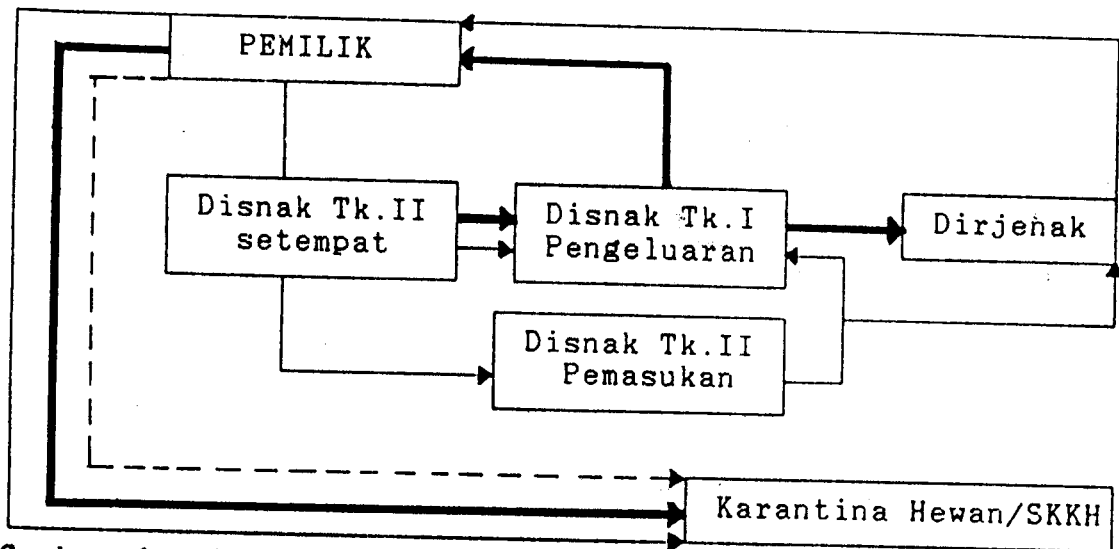 PEMILIK
Disnak Tk.II
setempat
Disnak Tk.I
Pengeluaran
Dirjenak
Disnak Tk.II
Pemasukan
Karantina Hewan/SKKH